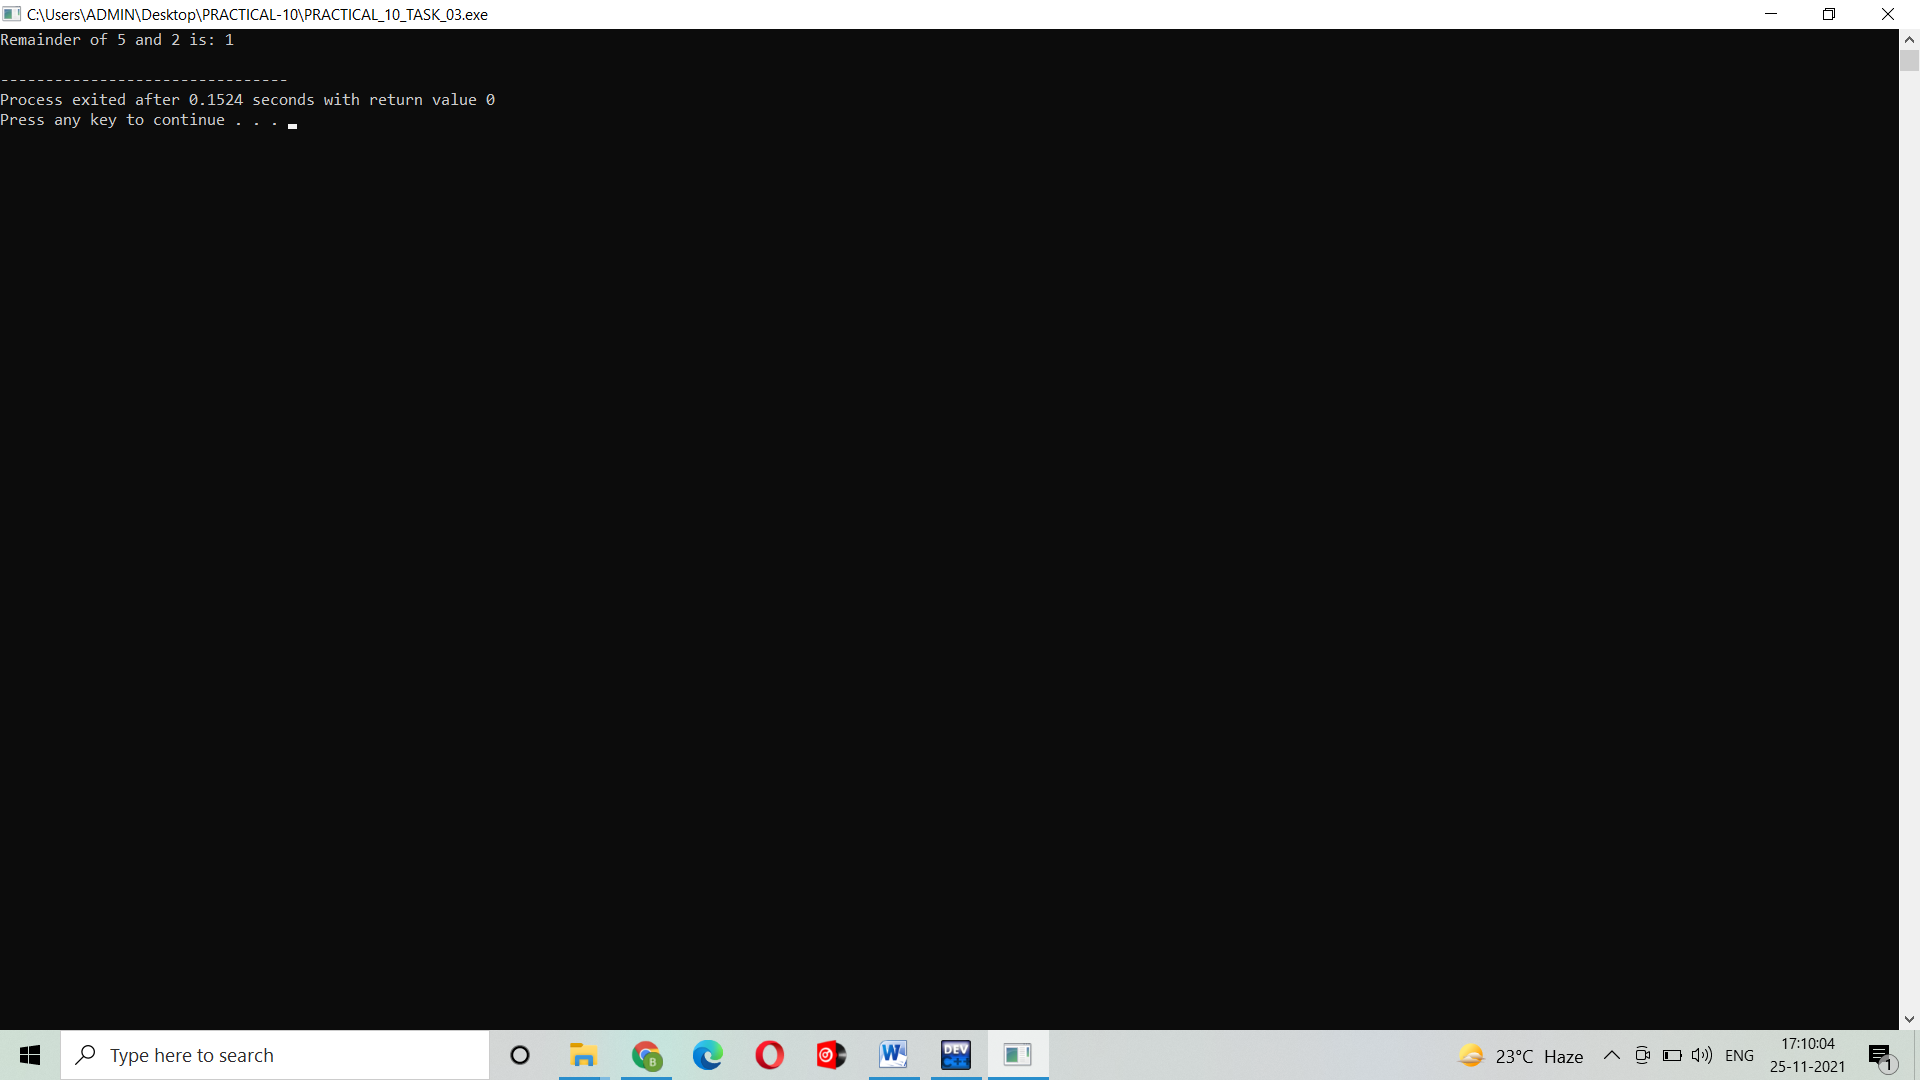 C:\Users\ADMIN\Desktop\PRACTICAL-10\PRACTICAL_10_TASK_03.exe
Remainder of 5 and 2 is: 1
--------------------------------
Process exited after 0.1524 seconds with return value 0
Press any key to continue . . .
Type here to search
B
W
DEV
C++
23°C Haze
ENG
17:10:04
25-11-2021
1